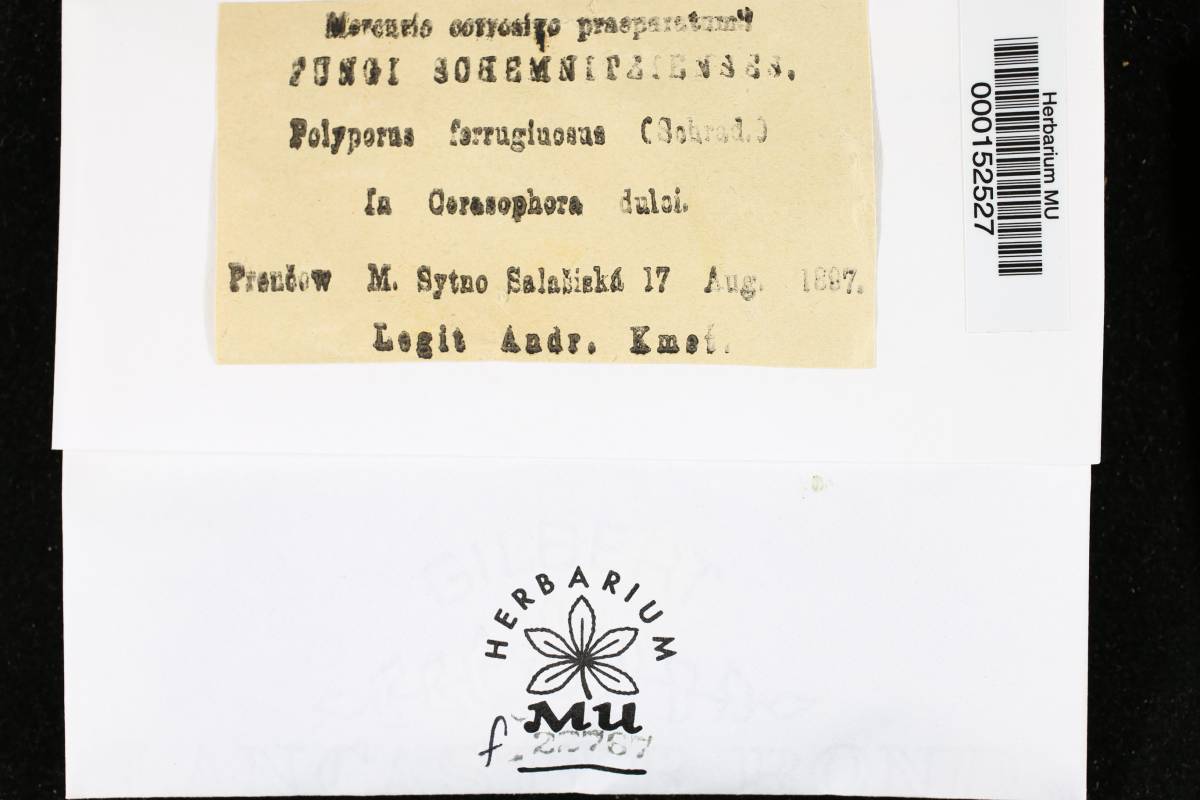 Mercurio corrosivo praeparatum"
FUNGI SCHEMNITZIENSES.
Polyporus ferruginosus (Schrad.)
In Cerasophora dulci.
Prenčow M. Sytno Salašiská 17 Aug. 1897.
Legit Andr. Kmeť.
Herbarium MU
000152527
HERBARIUM
MU
f.